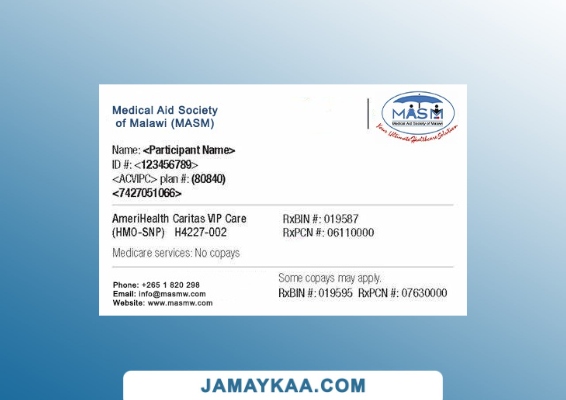 Medical Aid Society
of Malawi (MASM)
MASM
Medical Aid Society of Malawi
Your Ultimate Healthcare Solution
Name: <Participant Name>
ID #: <123456789>
<ACVIPC> plan #: (80840)
<7427051066>
AmeriHealth Caritas VIP Care
(HMO-SNP) H4227-002
RxBIN #: 019587
RxPCN #: 06110000
Medicare services: No copays
Some copays may apply.
RxBIN #: 019595 RxPCN #: 07630000
Phone: +265 1 820 298
Email: info@masmw.com
Website: www.masmw.com
JAMAYKAA.COM